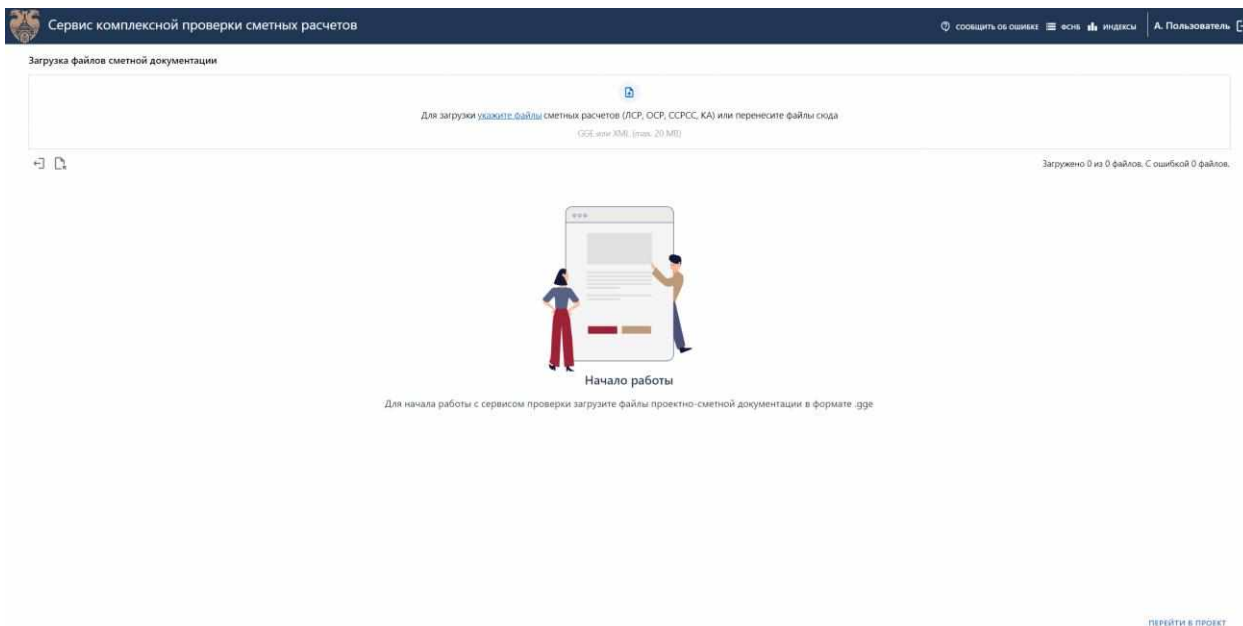 Сервис комплексной проверки сметных расчетов
СООБЩИТЬ ОБ ОШИБКЕ ФСНБ ИНДЕКСЫ А. Пользователь
Загрузка файлов сметной документации
Для загрузки укажите файлы сметных расчетов (ЛСР, ОСР, ССРСС, КА) или перенесите файлы сюда
GGE или XML (max. 20 MB)
Загружено 0 из 0 файлов. С ошибкой 0 файлов.
Начало работы
Для начала работы с сервисом проверки загрузите файлы проектно-сметной документации в формате .gge
ПЕРЕЙТИ В ПРОЕКТ